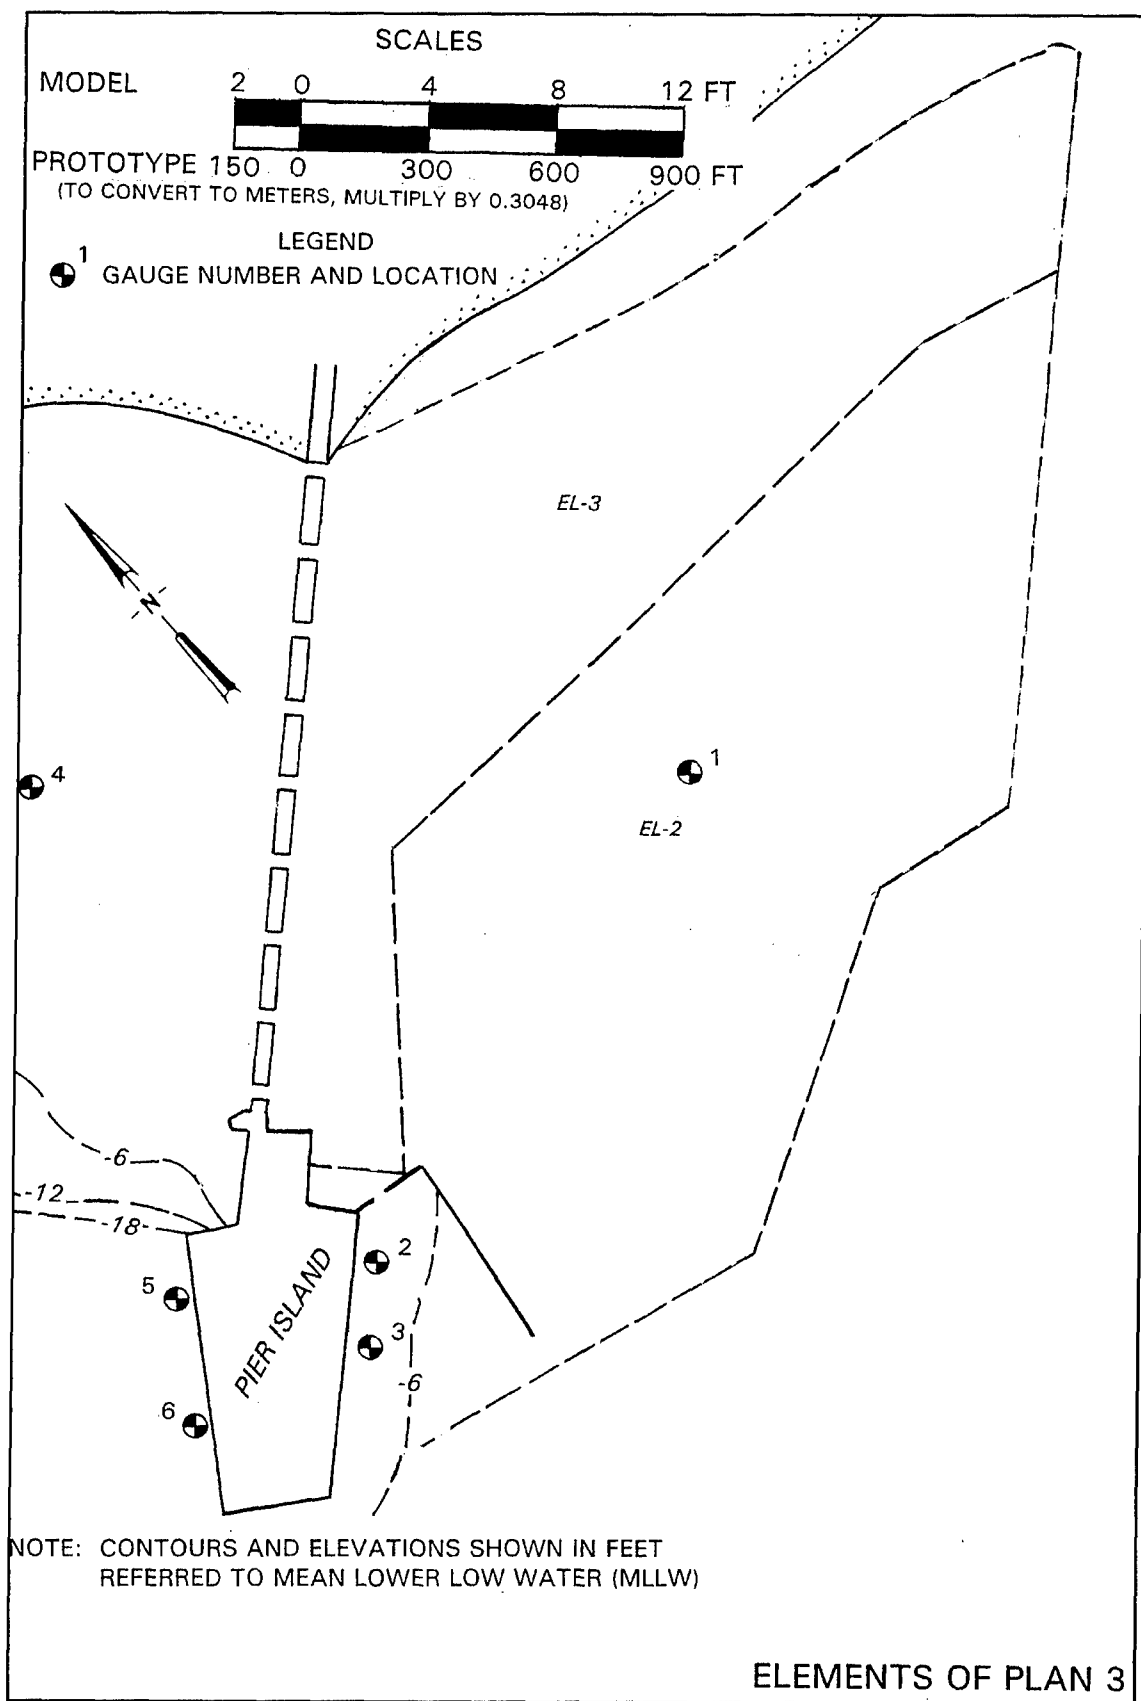 SCALES
MODEL 2 0 4 8 12 FT
PROTOTYPE 150 0 300 600 900 FT
(TO CONVERT TO METERS, MULTIPLY BY 0.3048)
LEGEND
1 GAUGE NUMBER AND LOCATION
EL-3
N
4
1
EL-2
-6
-12
-18
2
5
3
PIER ISLAND
-6
6
NOTE: CONTOURS AND ELEVATIONS SHOWN IN FEET
REFERRED TO MEAN LOWER LOW WATER (MLLW)
ELEMENTS OF PLAN 3